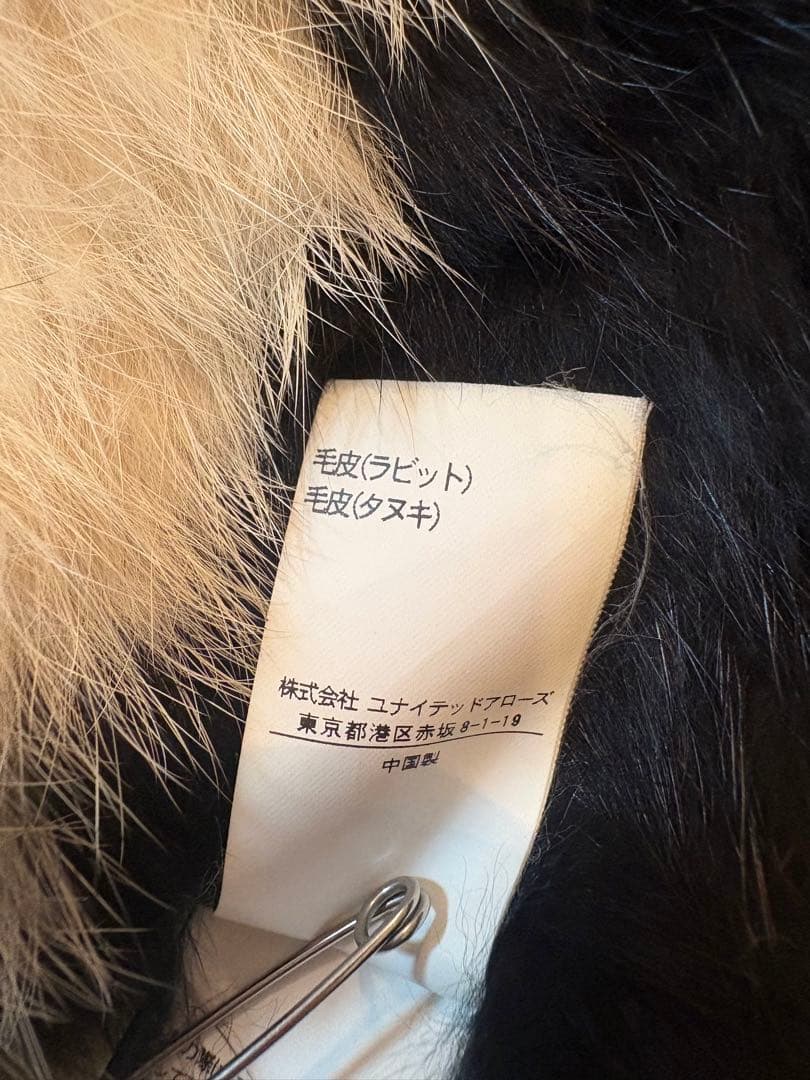 毛皮(ラビット)
毛皮(タヌキ)
株式会社 ユナイテッドアローズ
東京都港区赤坂8-1-19
中国製